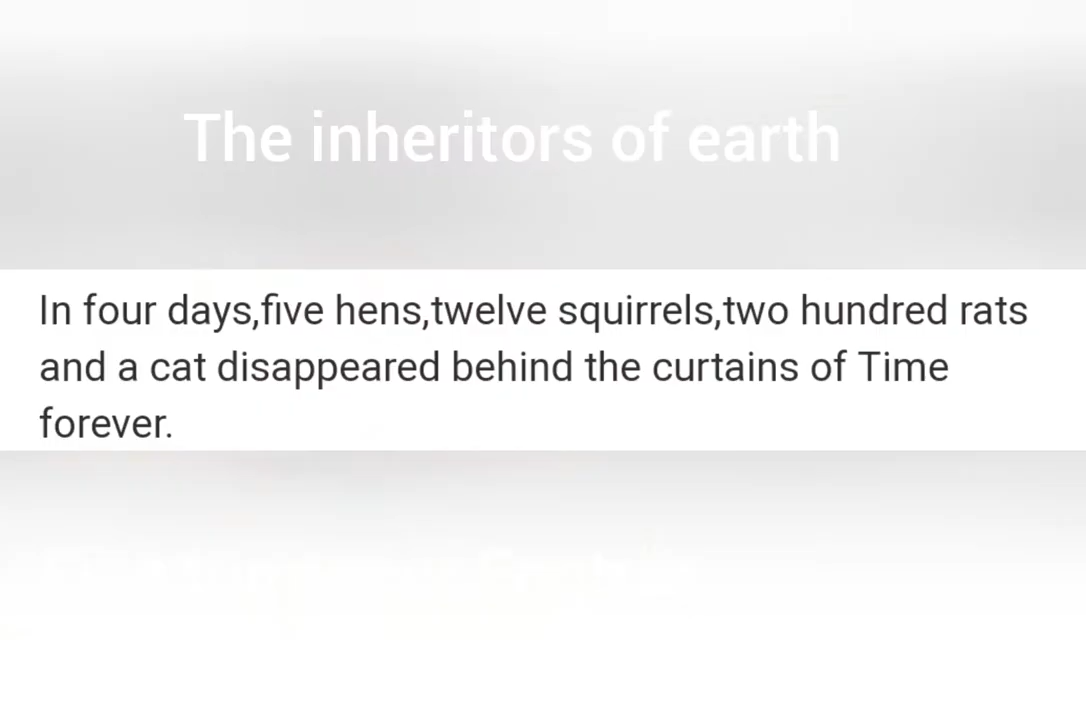 The inheritors of earth
In four days,five hens,twelve squirrels,two hundred rats
and a cat disappeared behind the curtains of Time
forever.